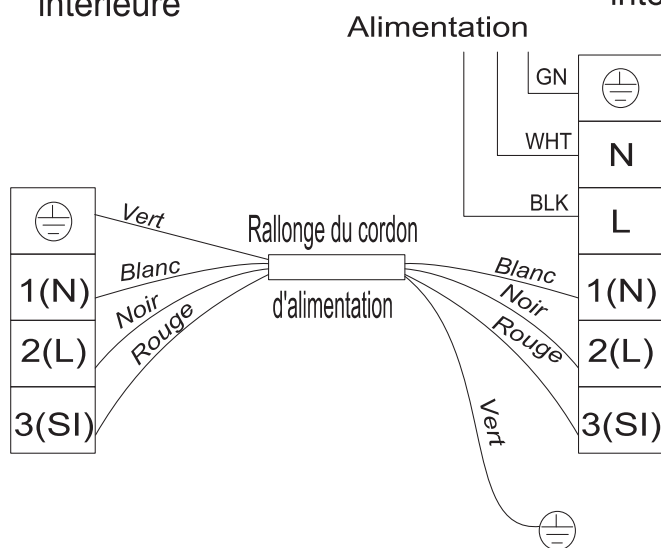 intérieure
Alimentation
GN
WHT
N
BLK
L
Vert
Rallonge du cordon
d'alimentation
1(N)
Blanc
2(L)
Noir
3(SI)
Rouge
Blanc
1(N)
Noir
2(L)
Rouge
3(SI)
Vert